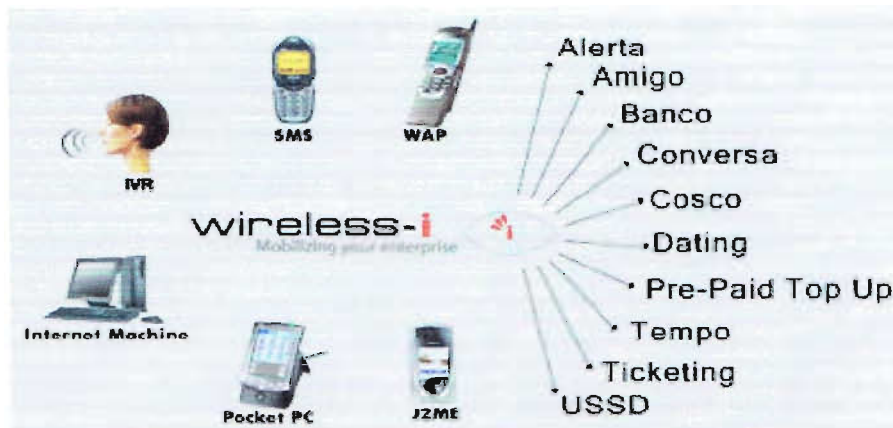 SMS
WAP
IVR
wireless-i
Mobilizing your enterprise
Internet Machine
Pocket PC
J2ME
Alerta
Amigo
Banco
Conversa
Cosco
Dating
Pre-Paid Top Up
Tempo
Ticketing
USSD